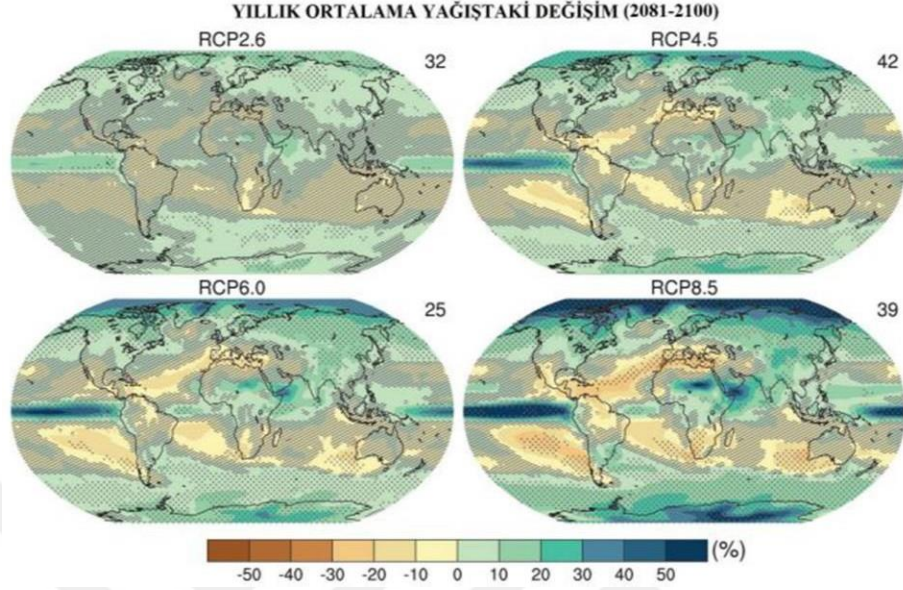 YILLIK ORTALAMA YAĞIŞTAKİ DEĞİŞİM (2081-2100)
RCP2.6
32
RCP4.5
42
RCP6.0
25
RCP8.5
39
(%)
-50 -40 -30 -20 -10 0 10 20 30 40 50